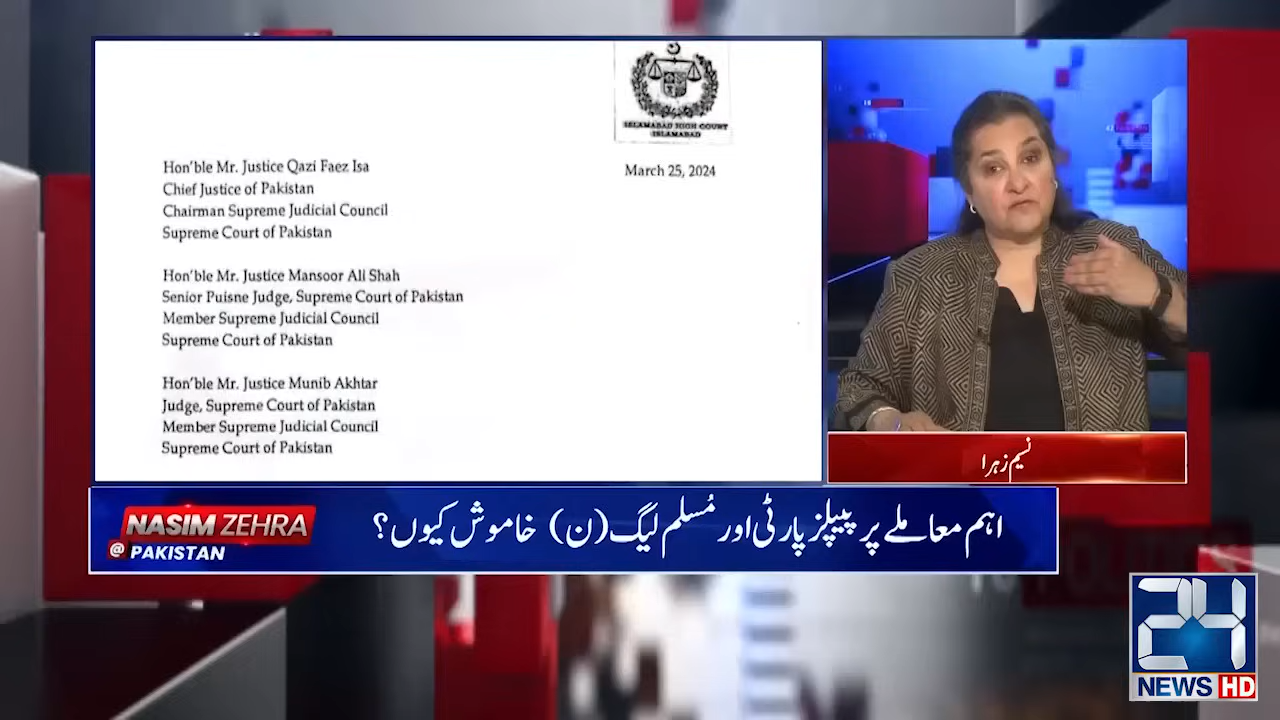 ISLAMABAD HIGH COURT
ISLAMABAD
March 25, 2024
Hon'ble Mr. Justice Qazi Faez Isa
Chief Justice of Pakistan
Chairman Supreme Judicial Council
Supreme Court of Pakistan
Hon'ble Mr. Justice Mansoor Ali Shah
Senior Puisne Judge, Supreme Court of Pakistan
Member Supreme Judicial Council
Supreme Court of Pakistan
Hon'ble Mr. Justice Munib Akhtar
Judge, Supreme Court of Pakistan
Member Supreme Judicial Council
Supreme Court of Pakistan
نسیم زہرا
NASIM ZEHRA
@ PAKISTAN
اہم معاملے پر پیپلز پارٹی اور مُسلم لیگ (ن) خاموش کیوں؟
24
NEWS HD